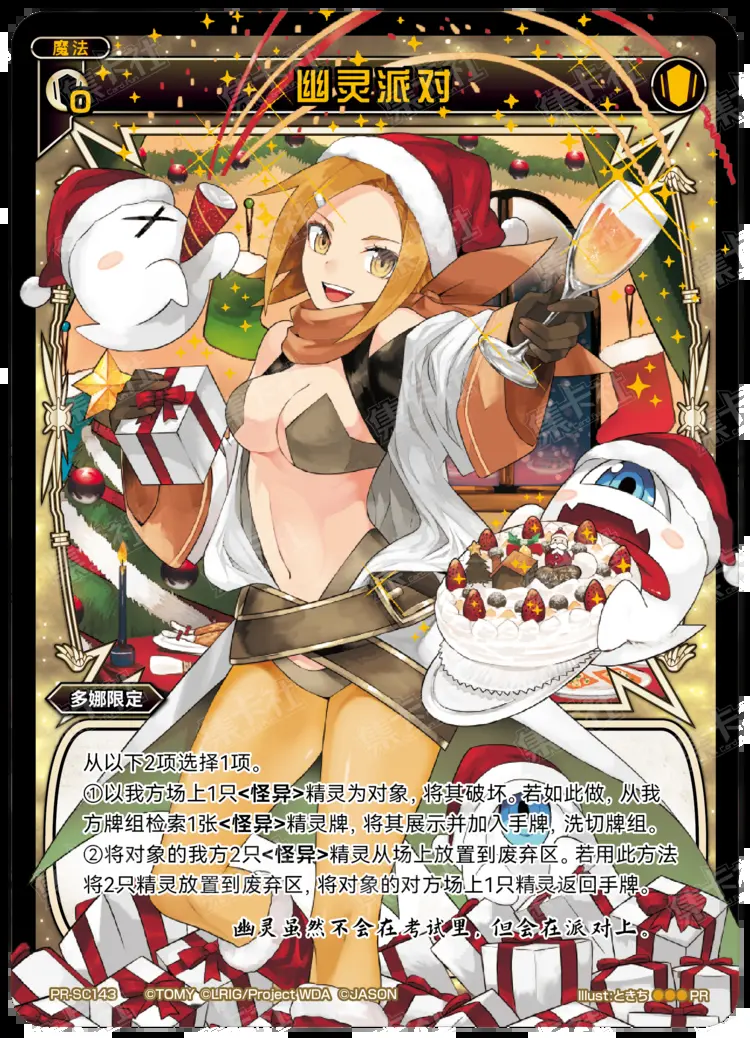 魔法
0
幽灵派对
多娜限定
从以下2项选择1项。
①以我方场上1只<怪异>精灵为对象，将其破坏。若如此做，从我
方牌组检索1张<怪异>精灵牌，将其展示并加入手牌，洗切牌组。
②将对象的我方2只<怪异>精灵从场上放置到废弃区。若用此方法
将2只精灵放置到废弃区，将对象的对方场上1只精灵返回手牌。
幽灵虽然不会在考试里，但会在派对上。
PR-SC143 ©TOMY ©LRIG/Project WDA ©JASON Illust:ときち PR
集卡社